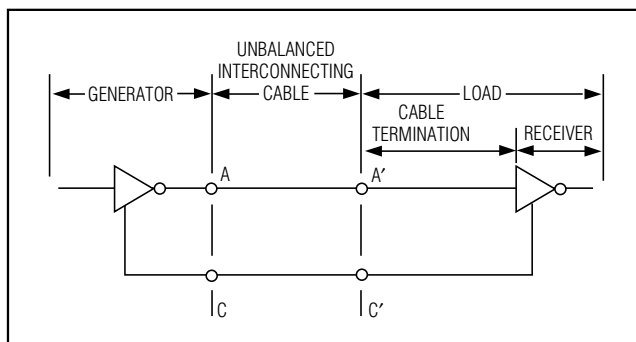 UNBALANCED
INTERCONNECTING
CABLE
GENERATOR
LOAD
CABLE
TERMINATION
RECEIVER
A
A′
C
C′